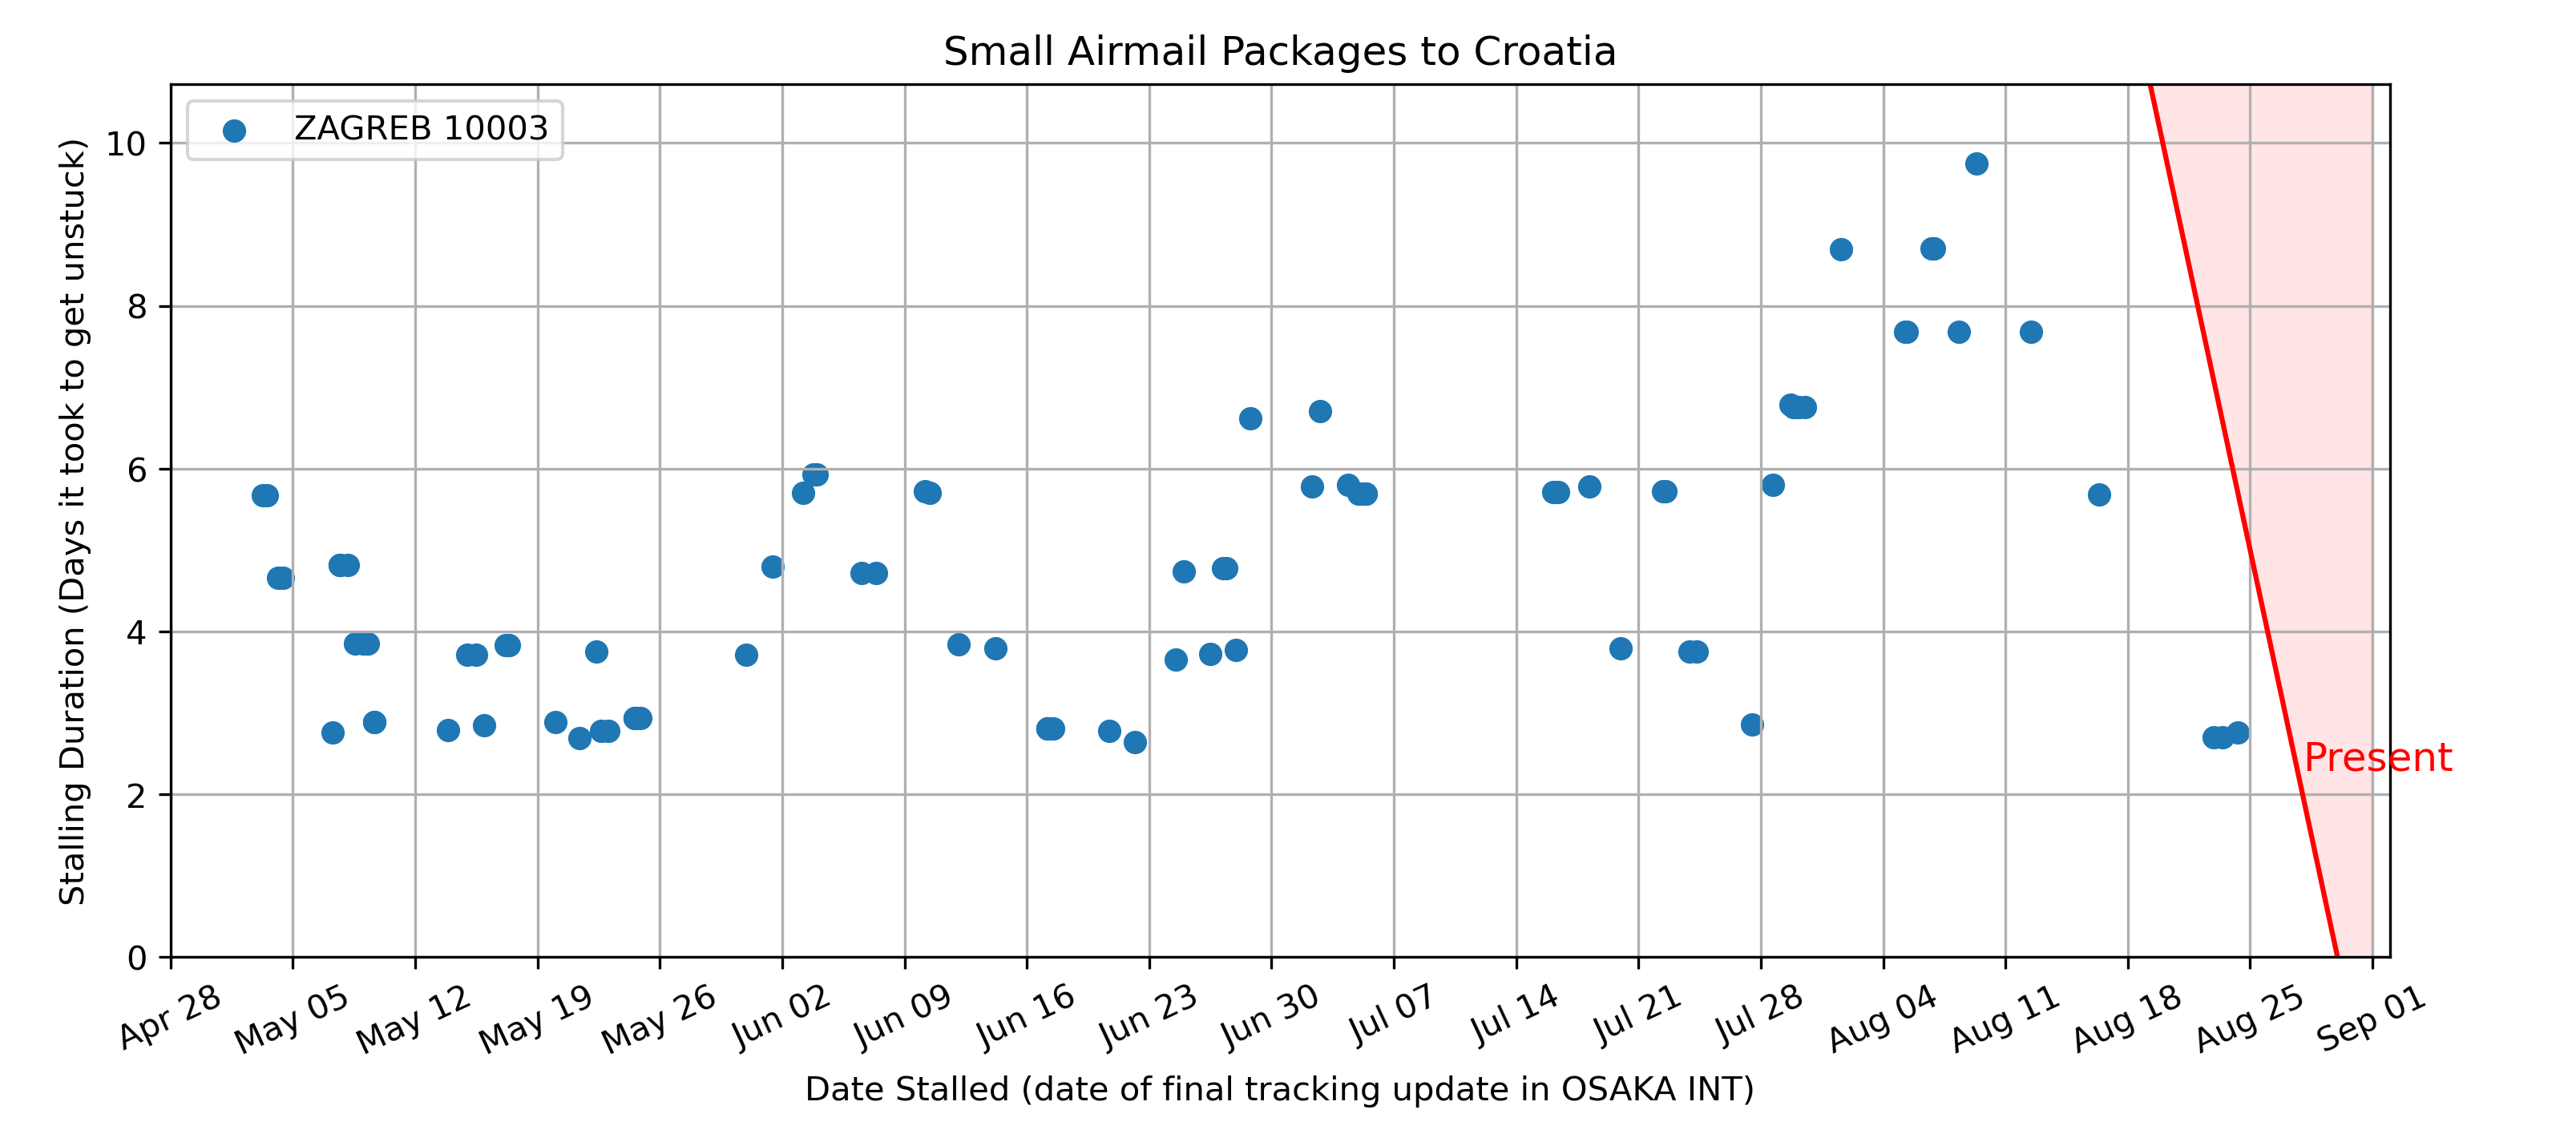 Small Airmail Packages to Croatia
ZAGREB 10003
Stalling Duration (Days it took to get unstuck)
10
8
6
4
2
0
Present
Apr 28
May 05
May 12
May 19
May 26
Jun 02
Jun 09
Jun 16
Jun 23
Jun 30
Jul 07
Jul 14
Jul 21
Jul 28
Aug 04
Aug 11
Aug 18
Aug 25
Sep 01
Date Stalled (date of final tracking update in OSAKA INT)